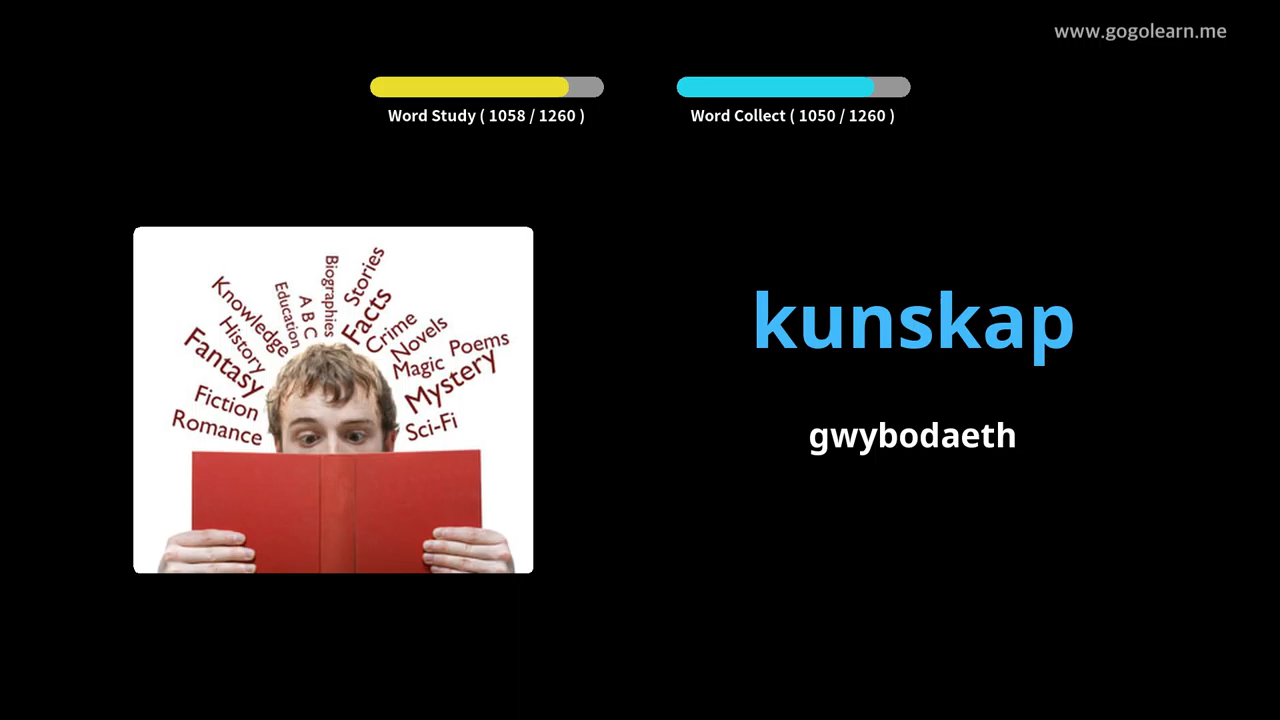 www.gogolearn.me
Word Study ( 1058 / 1260 )
Word Collect ( 1050 / 1260 )
Knowledge
Education
A B C
Biographies
Stories
Facts
Crime
Novels
Poems
Magic
Mystery
Sci-Fi
History
Fantasy
Fiction
Romance
kunskap
gwybodaeth